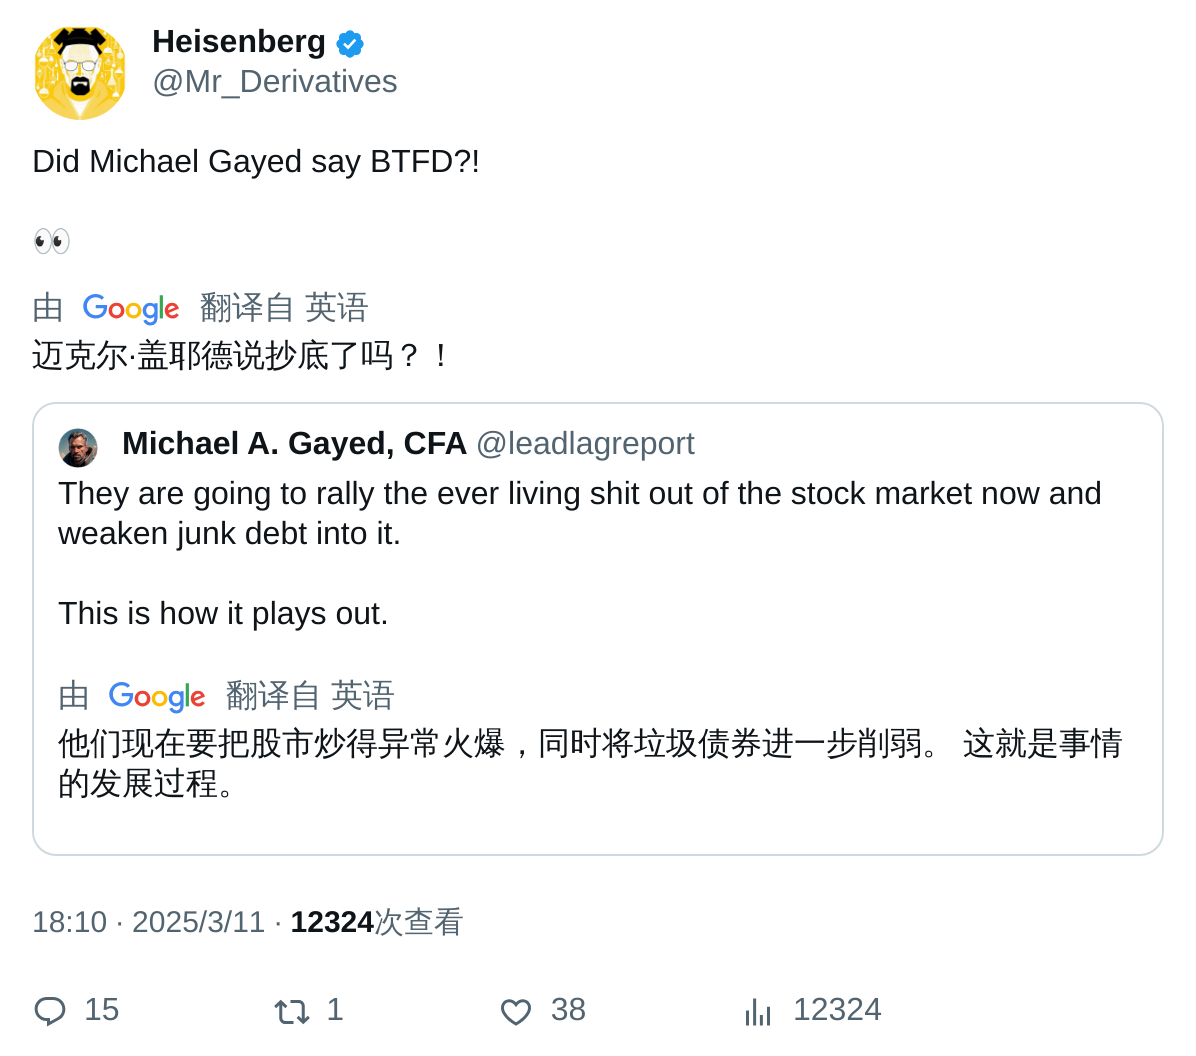 Heisenberg
@Mr_Derivatives
Did Michael Gayed say BTFD?!
由 Google 翻译自 英语
迈克尔·盖耶德说抄底了吗？！
Michael A. Gayed, CFA @leadlagreport
They are going to rally the ever living shit out of the stock market now and
weaken junk debt into it.
This is how it plays out.
由 Google 翻译自 英语
他们现在要把股市炒得异常火爆，同时将垃圾债券进一步削弱。 这就是事情
的发展过程。
18:10 · 2025/3/11 · 12324次查看
15 1 38 12324